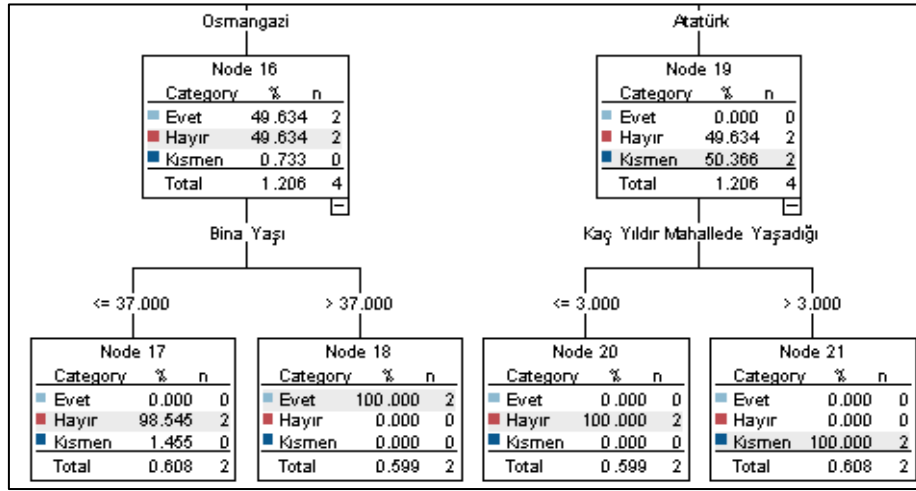 Osmangazi
Atatürk
Node 16
Category % n
Evet 49.634 2
Hayır 49.634 2
Kısmen 0.733 0
Total 1.206 4
Node 19
Category % n
Evet 0.000 0
Hayır 49.634 2
Kısmen 50.366 2
Total 1.206 4
Bina Yaşı
Kaç Yıldır Mahallede Yaşadığı
<= 37.000
> 37.000
<= 3.000
> 3.000
Node 17
Category % n
Evet 0.000 0
Hayır 98.545 2
Kısmen 1.455 0
Total 0.608 2
Node 18
Category % n
Evet 100.000 2
Hayır 0.000 0
Kısmen 0.000 0
Total 0.599 2
Node 20
Category % n
Evet 0.000 0
Hayır 100.000 2
Kısmen 0.000 0
Total 0.599 2
Node 21
Category % n
Evet 0.000 0
Hayır 0.000 0
Kısmen 100.000 2
Total 0.608 2